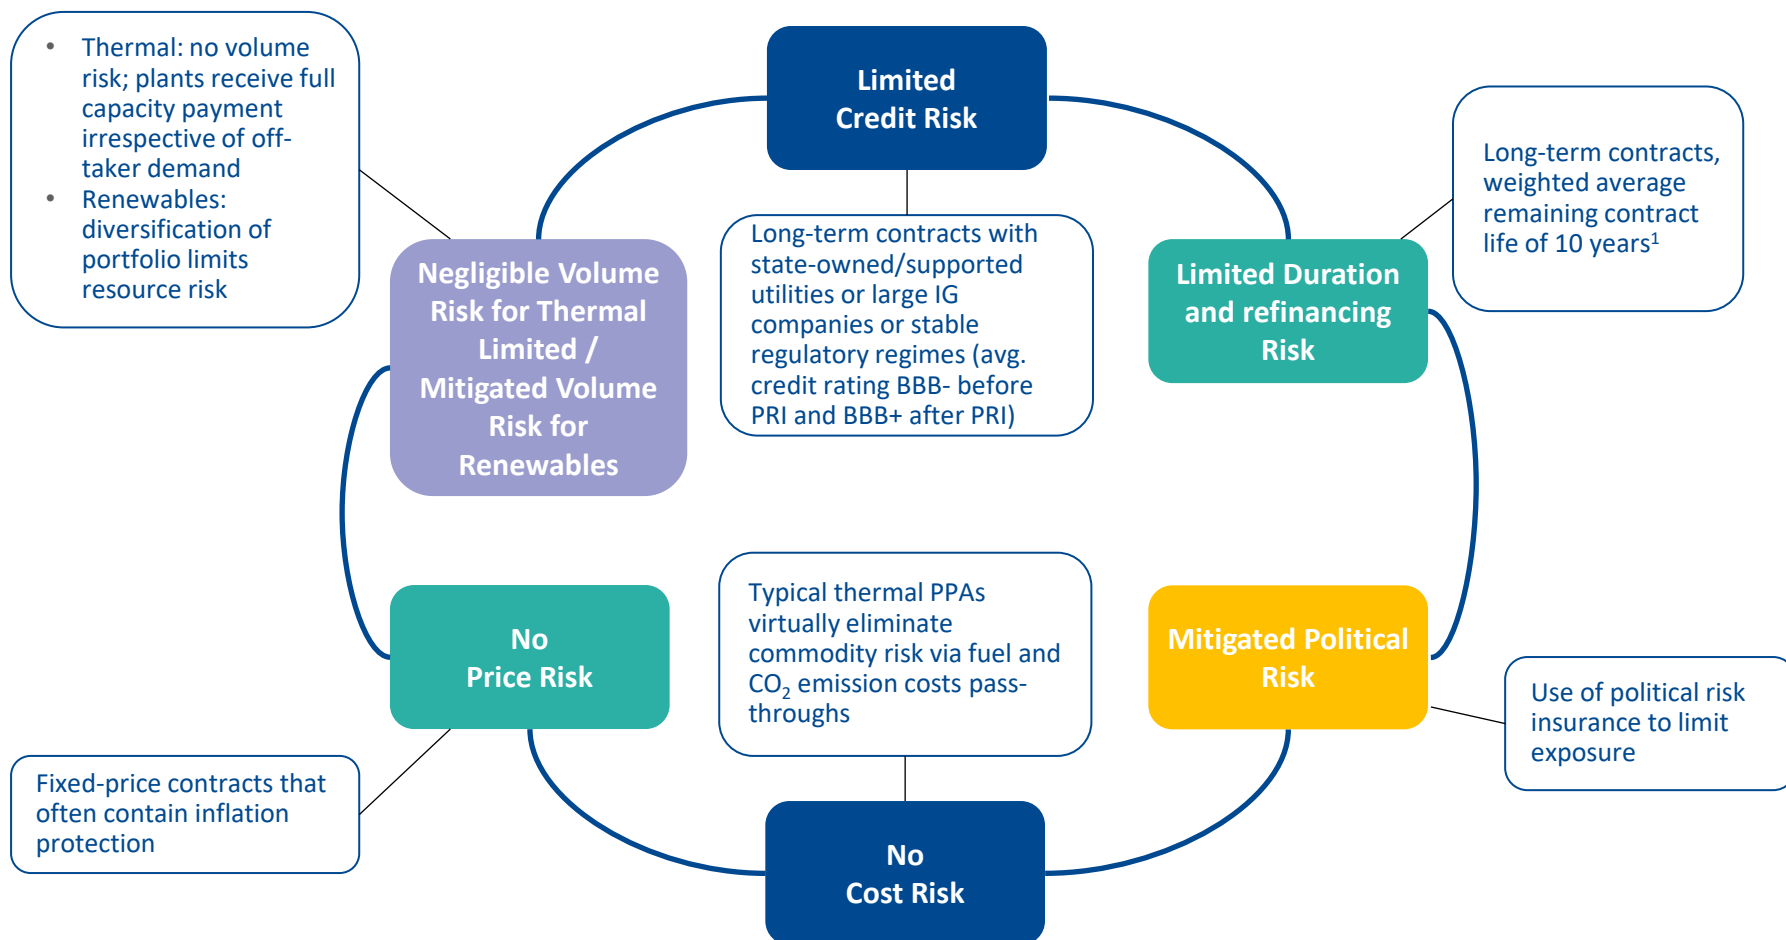 • Thermal: no volume
risk; plants receive full
capacity payment
irrespective of off-
taker demand
• Renewables:
diversification of
portfolio limits
resource risk
Limited
Credit Risk
Long-term contracts,
weighted average
remaining contract
life of 10 years¹
Long-term contracts with
state-owned/supported
utilities or large IG
companies or stable
regulatory regimes (avg.
credit rating BBB- before
PRI and BBB+ after PRI)
Negligible Volume
Risk for Thermal
Limited /
Mitigated Volume
Risk for
Renewables
Limited Duration
and refinancing
Risk
Typical thermal PPAs
virtually eliminate
commodity risk via fuel and
CO₂ emission costs pass-
throughs
No
Price Risk
Mitigated Political
Risk
Use of political risk
insurance to limit
exposure
Fixed-price contracts that
often contain inflation
protection
No
Cost Risk